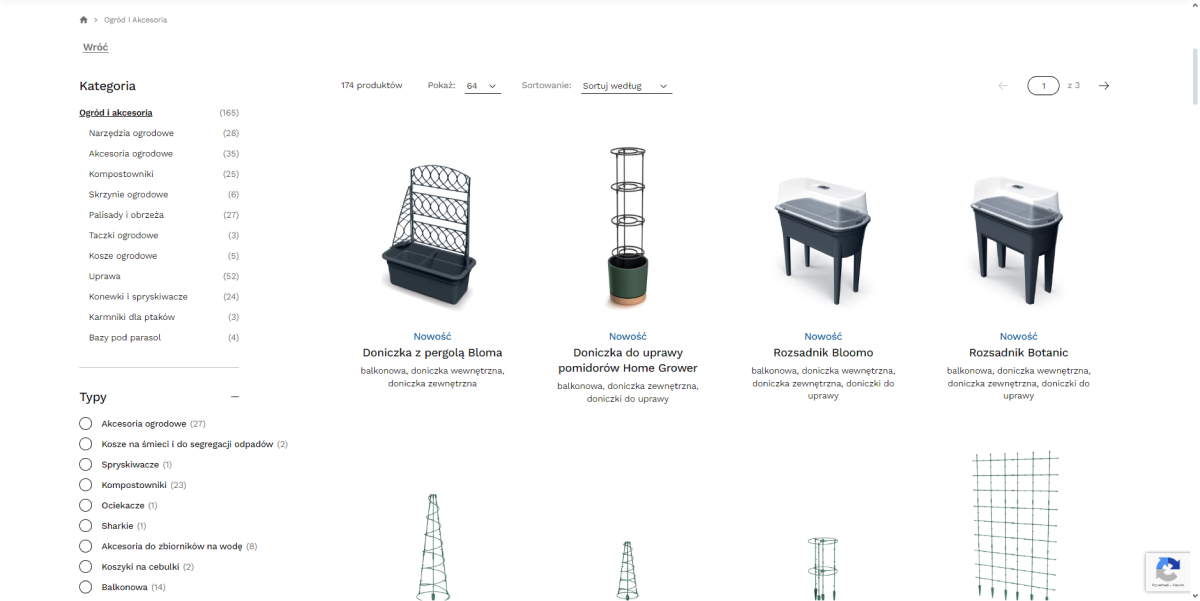 Ogród I Akcesoria
Wróć
Kategoria
Ogród i akcesoria (165)
Narzędzia ogrodowe (28)
Akcesoria ogrodowe (35)
Kompostowniki (25)
Skrzynie ogrodowe (6)
Palisady i obrzeża (27)
Taczki ogrodowe (3)
Kosze ogrodowe (5)
Uprawa (52)
Konewki i spryskiwacze (24)
Karmniki dla ptaków (3)
Bazy pod parasol (4)
Typy
Akcesoria ogrodowe (27)
Kosze na śmieci i do segregacji odpadów (2)
Spryskiwacze (1)
Kompostowniki (23)
Ociekacze (1)
Sharkie (1)
Akcesoria do zbiorników na wodę (8)
Koszyki na cebulki (2)
Balkonowa (14)
174 produktów Pokaż: 64 Sortowanie: Sortuj według 1 z 3
Nowość
Doniczka z pergolą Bloma
balkonowa, doniczka wewnętrzna,
doniczka zewnętrzna
Nowość
Doniczka do uprawy
pomidorów Home Grower
balkonowa, doniczka zewnętrzna,
doniczki do uprawy
Nowość
Rozsadnik Bloomo
balkonowa, doniczka wewnętrzna,
doniczka zewnętrzna, doniczki do
uprawy
Nowość
Rozsadnik Botanic
balkonowa, doniczka wewnętrzna,
doniczka zewnętrzna, doniczki do
uprawy